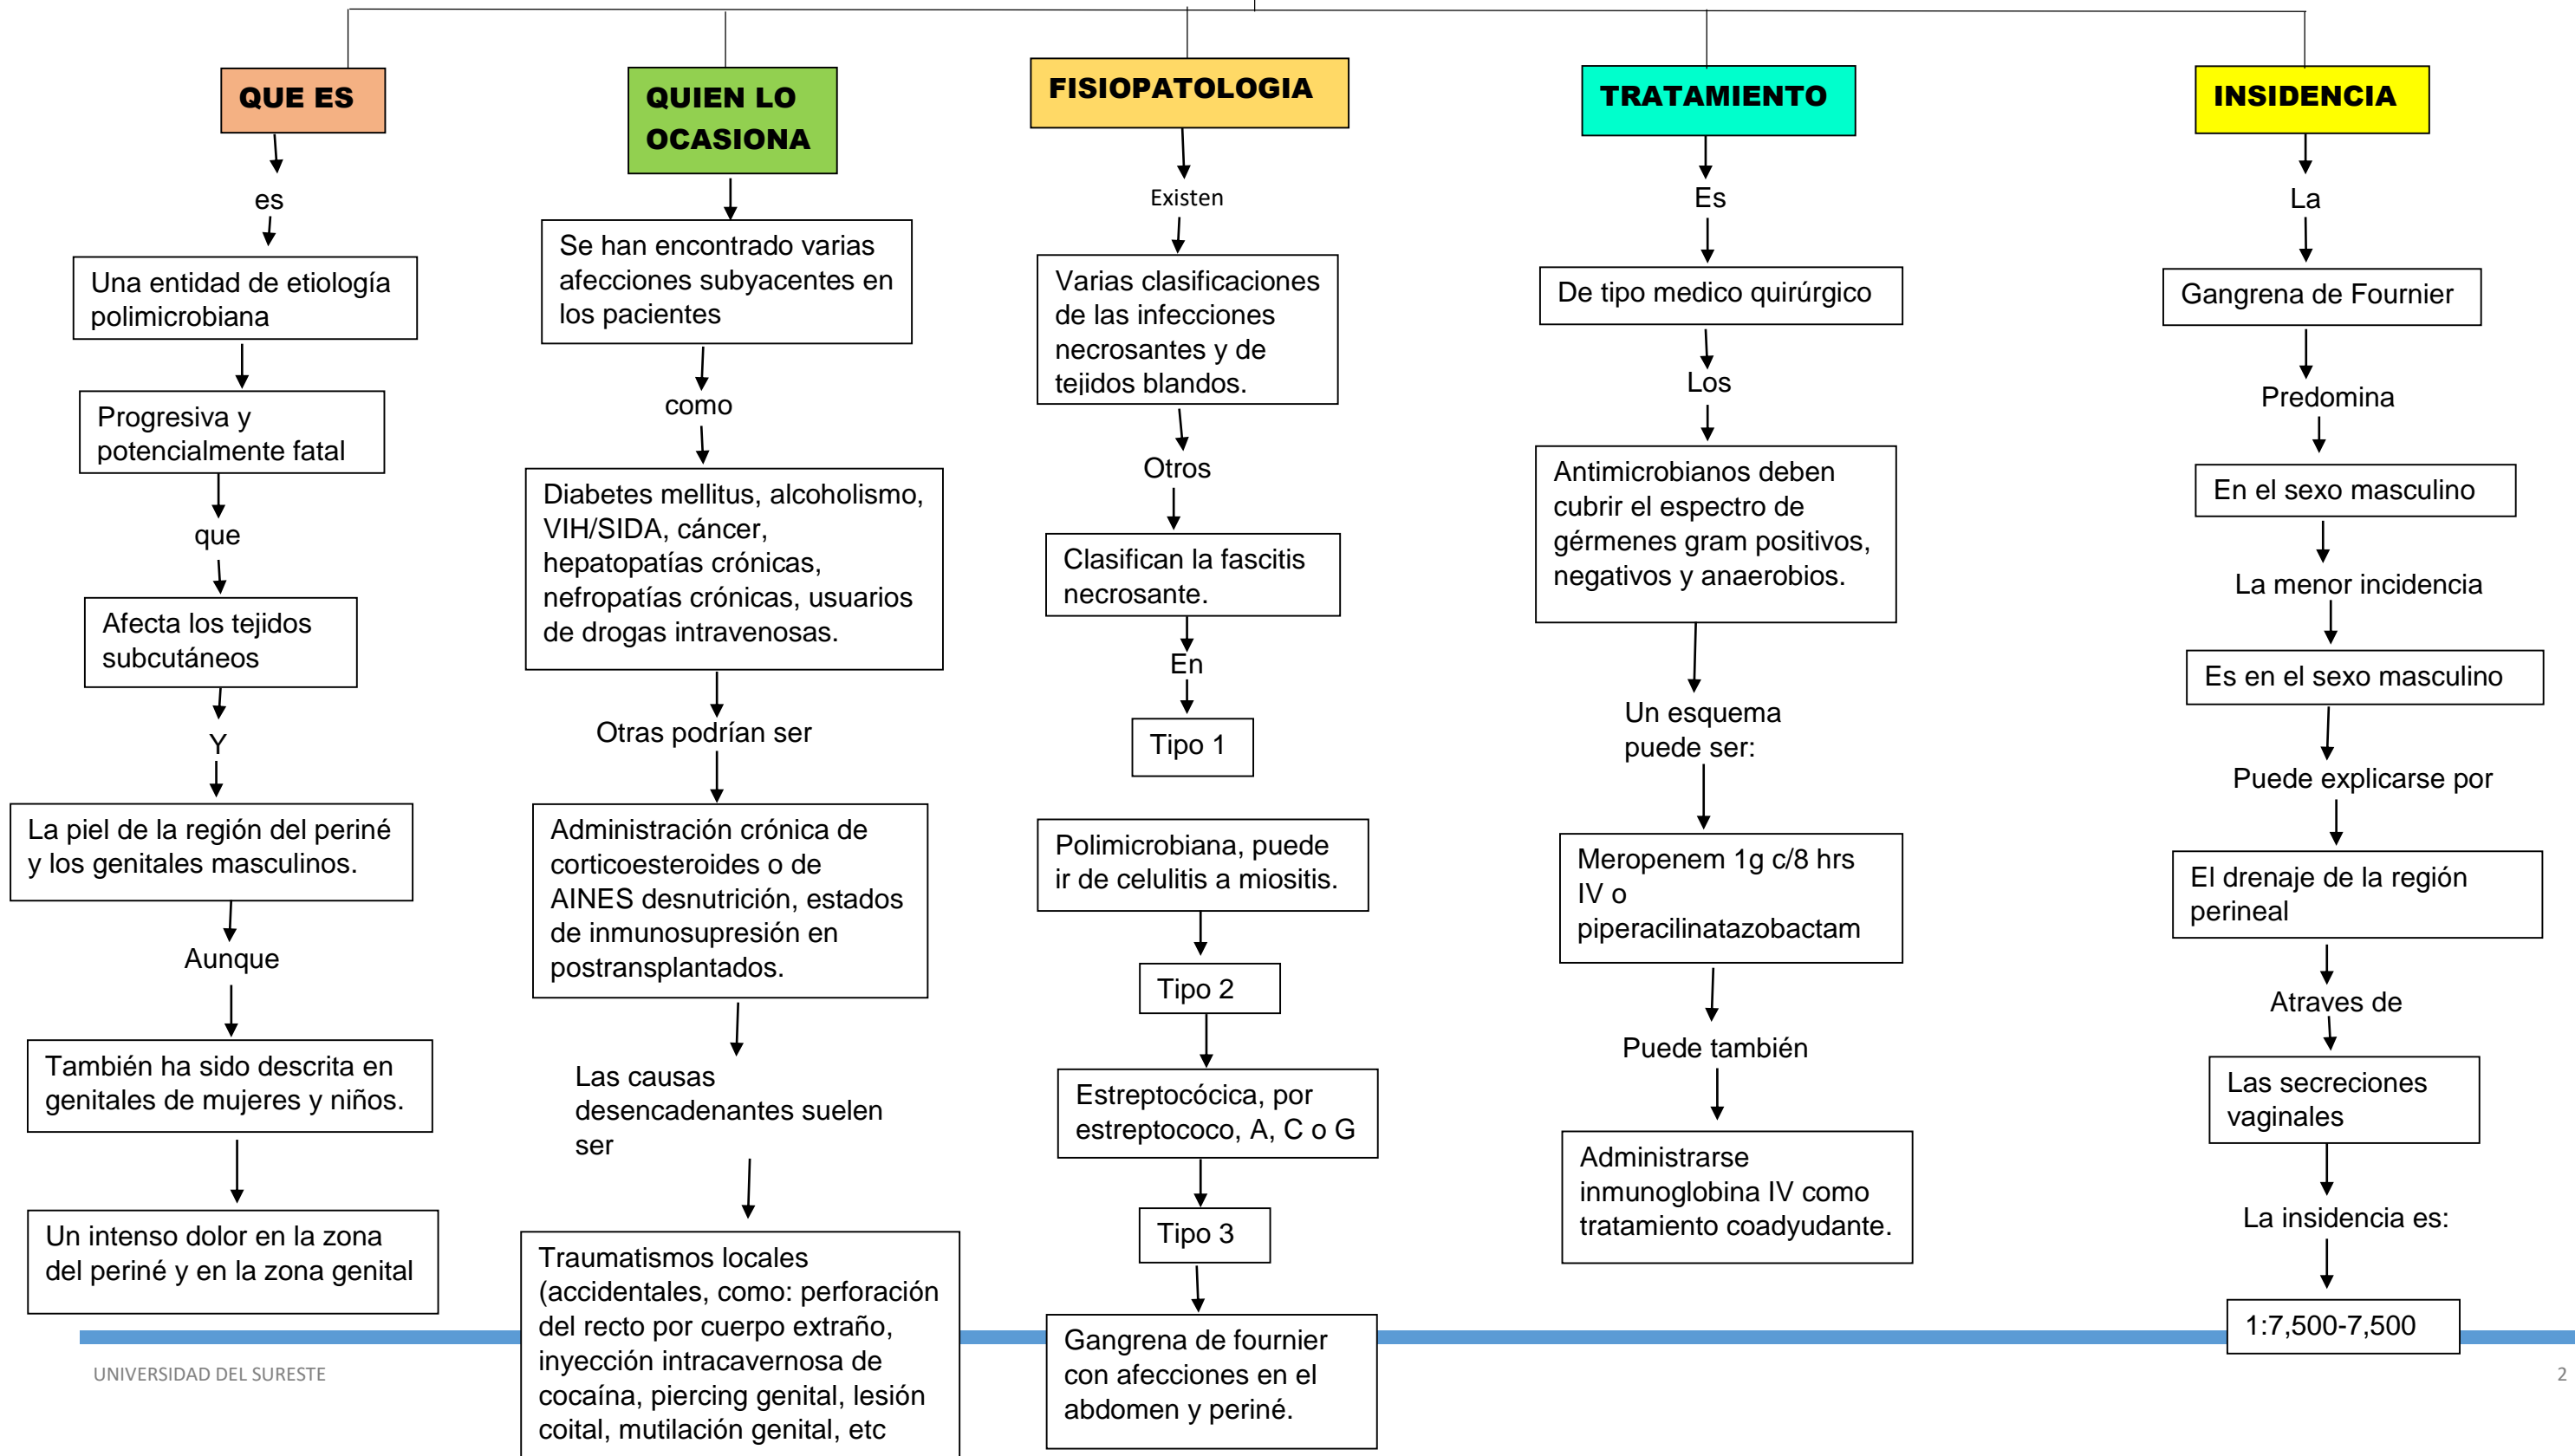 QUE ES
es
Una entidad de etiología
polimicrobiana
Progresiva y
potencialmente fatal
que
Afecta los tejidos
subcutáneos
Y
La piel de la región del periné
y los genitales masculinos.
Aunque
También ha sido descrita en
genitales de mujeres y niños.
Un intenso dolor en la zona
del periné y en la zona genital
QUIEN LO
OCASIONA
Se han encontrado varias
afecciones subyacentes en
los pacientes
como
Diabetes mellitus, alcoholismo,
VIH/SIDA, cáncer,
hepatopatías crónicas,
nefropatías crónicas, usuarios
de drogas intravenosas.
Otras podrían ser
Administración crónica de
corticoesteroides o de
AINES desnutrición, estados
de inmunosupresión en
postransplantados.
Las causas
desencadenantes suelen
ser
Traumatismos locales
(accidentales, como: perforación
del recto por cuerpo extraño,
inyección intracavernosa de
cocaína, piercing genital, lesión
coital, mutilación genital, etc
FISIOPATOLOGIA
Existen
Varias clasificaciones
de las infecciones
necrosantes y de
tejidos blandos.
Otros
Clasifican la fascitis
necrosante.
En
Tipo 1
Polimicrobiana, puede
ir de celulitis a miositis.
Tipo 2
Estreptocócica, por
estreptococo, A, C o G
Tipo 3
Gangrena de fournier
con afecciones en el
abdomen y periné.
TRATAMIENTO
Es
De tipo medico quirúrgico
Los
Antimicrobianos deben
cubrir el espectro de
gérmenes gram positivos,
negativos y anaerobios.
Un esquema
puede ser:
Meropenem 1g c/8 hrs
IV o
piperacilinatazobactam
Puede también
Administrarse
inmunoglobina IV como
tratamiento coadyudante.
INSIDENCIA
La
Gangrena de Fournier
Predomina
En el sexo masculino
La menor incidencia
Es en el sexo masculino
Puede explicarse por
El drenaje de la región
perineal
Atraves de
Las secreciones
vaginales
La insidencia es:
1:7,500-7,500
UNIVERSIDAD DEL SURESTE
2